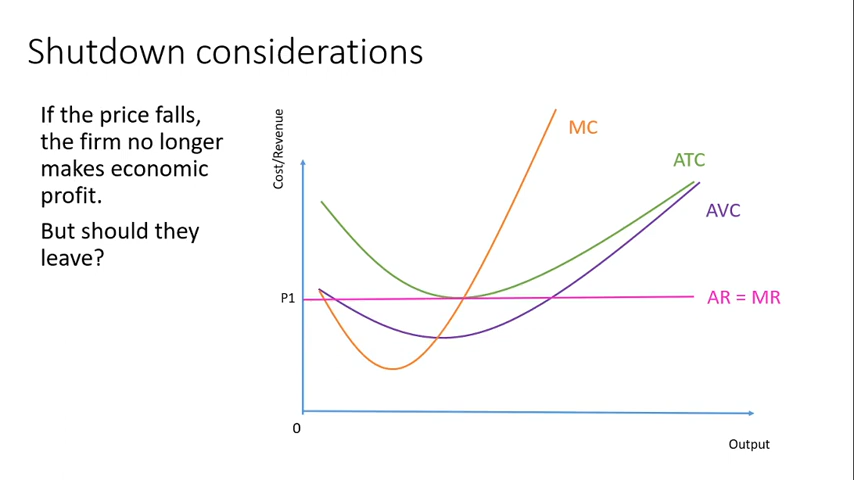 Shutdown considerations
If the price falls,
the firm no longer
makes economic
profit.
But should they
leave?
Cost/Revenue
MC
ATC
AVC
P1
AR = MR
0
Output